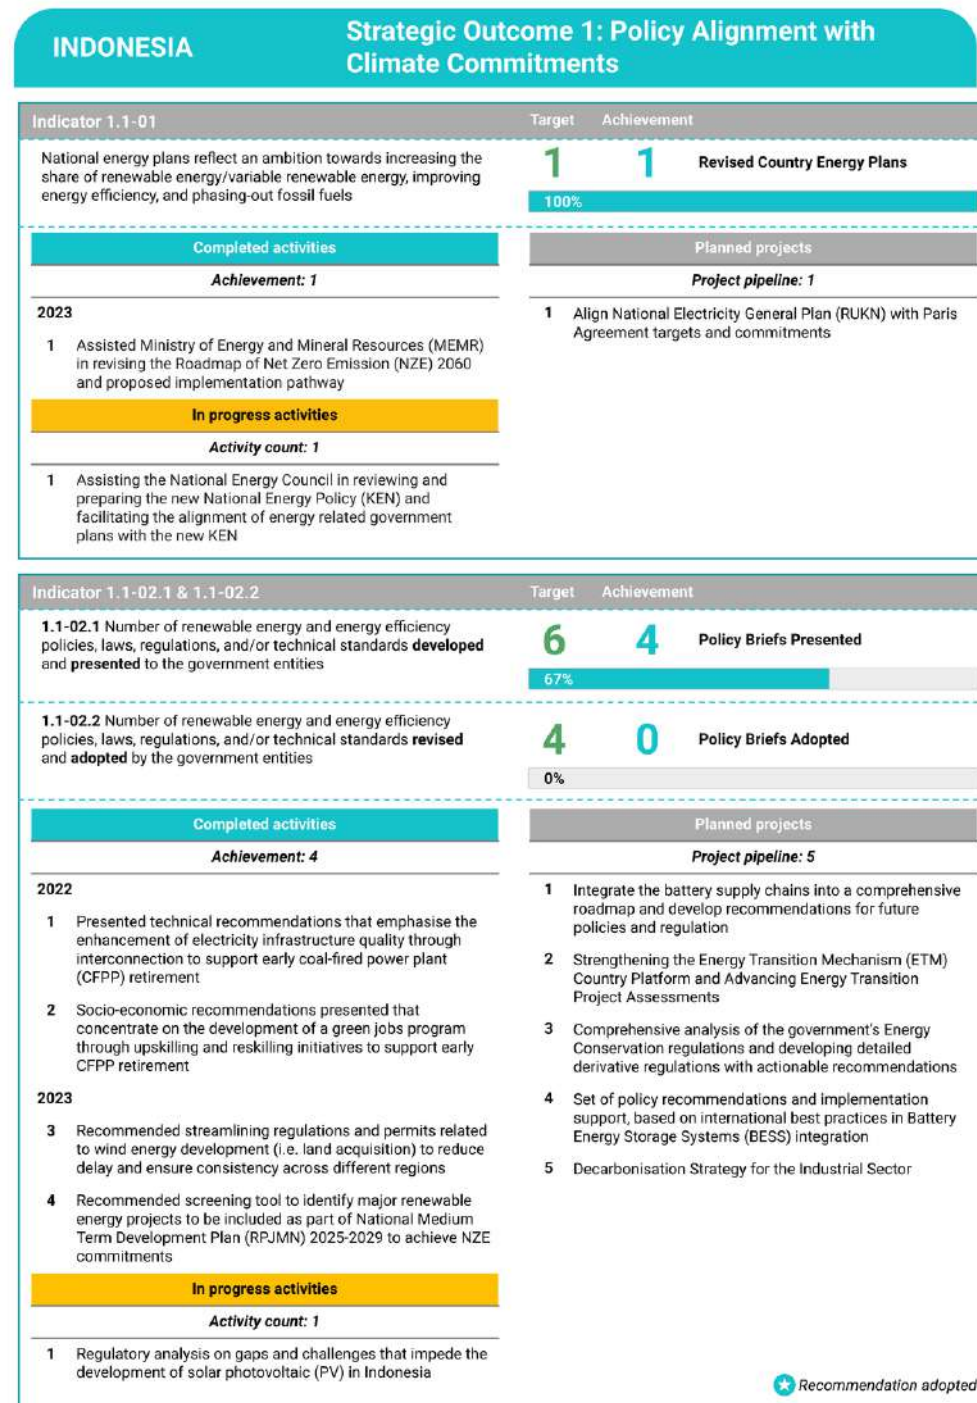 INDONESIA
Strategic Outcome 1: Policy Alignment with
Climate Commitments
Indicator 1.1-01
Target
Achievement
National energy plans reflect an ambition towards increasing the
share of renewable energy/variable renewable energy, improving
energy efficiency, and phasing-out fossil fuels
1
1
Revised Country Energy Plans
100%
Completed activities
Achievement: 1
2023
1 Assisted Ministry of Energy and Mineral Resources (MEMR)
in revising the Roadmap of Net Zero Emission (NZE) 2060
and proposed implementation pathway
In progress activities
Activity count: 1
1 Assisting the National Energy Council in reviewing and
preparing the new National Energy Policy (KEN) and
facilitating the alignment of energy related government
plans with the new KEN
Planned projects
Project pipeline: 1
1 Align National Electricity General Plan (RUKN) with Paris
Agreement targets and commitments
Indicator 1.1-02.1 & 1.1-02.2
Target
Achievement
1.1-02.1 Number of renewable energy and energy efficiency
policies, laws, regulations, and/or technical standards developed
and presented to the government entities
6
4
Policy Briefs Presented
67%
1.1-02.2 Number of renewable energy and energy efficiency
policies, laws, regulations, and/or technical standards revised
and adopted by the government entities
4
0
Policy Briefs Adopted
0%
Completed activities
Achievement: 4
2022
1 Presented technical recommendations that emphasise the
enhancement of electricity infrastructure quality through
interconnection to support early coal-fired power plant
(CFPP) retirement
2 Socio-economic recommendations presented that
concentrate on the development of a green jobs program
through upskilling and reskilling initiatives to support early
CFPP retirement
2023
3 Recommended streamlining regulations and permits related
to wind energy development (i.e. land acquisition) to reduce
delay and ensure consistency across different regions
4 Recommended screening tool to identify major renewable
energy projects to be included as part of National Medium
Term Development Plan (RPJMN) 2025-2029 to achieve NZE
commitments
In progress activities
Activity count: 1
1 Regulatory analysis on gaps and challenges that impede the
development of solar photovoltaic (PV) in Indonesia
Planned projects
Project pipeline: 5
1 Integrate the battery supply chains into a comprehensive
roadmap and develop recommendations for future
policies and regulation
2 Strengthening the Energy Transition Mechanism (ETM)
Country Platform and Advancing Energy Transition
Project Assessments
3 Comprehensive analysis of the government's Energy
Conservation regulations and developing detailed
derivative regulations with actionable recommendations
4 Set of policy recommendations and implementation
support, based on international best practices in Battery
Energy Storage Systems (BESS) integration
5 Decarbonisation Strategy for the Industrial Sector
Recommendation adopted